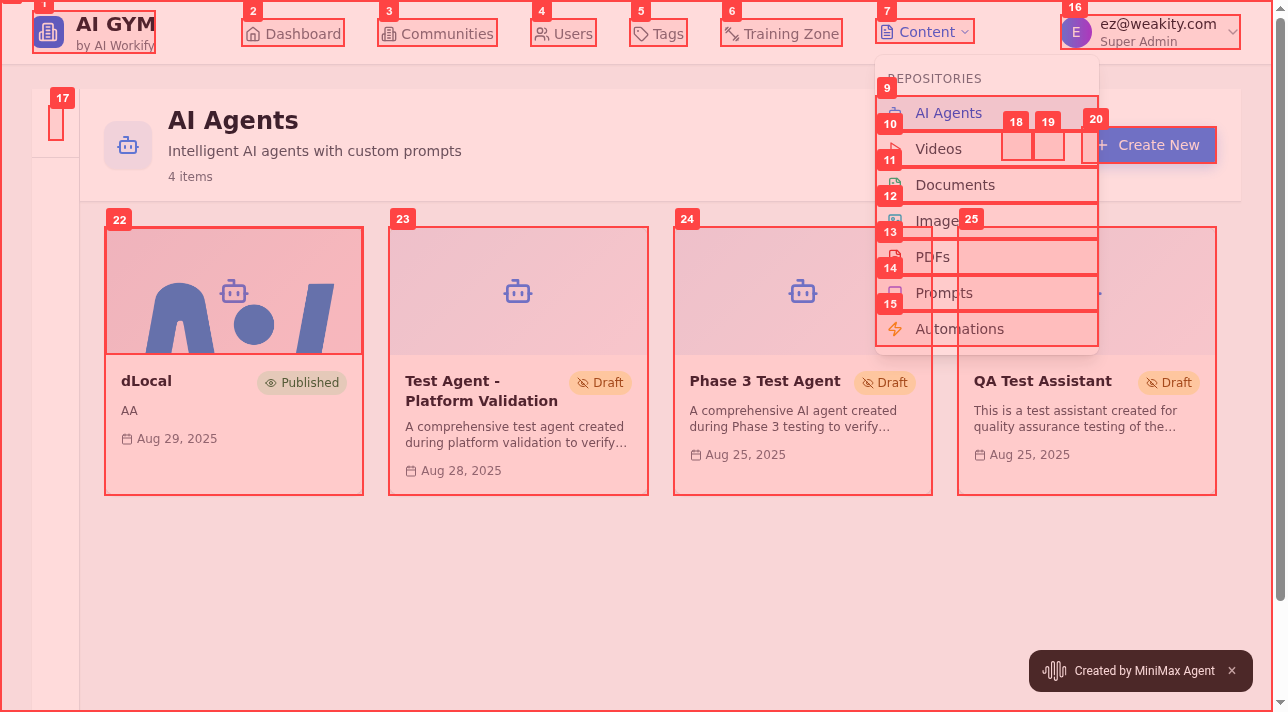 1
AI GYM
by AI Workify
2
Dashboard
3
Communities
4
Users
5
Tags
6
Training Zone
7
Content
16
E
ez@weakity.com
Super Admin
REPOSITORIES
9
AI Agents
10
Videos
11
Documents
12
13
PDFs
14
Prompts
15
Automations
17
AI Agents
Intelligent AI agents with custom prompts
4 items
18
19
20
Create New
22
dLocal
Published
AA
Aug 29, 2025
23
Test Agent -
Platform Validation
Draft
A comprehensive test agent created
during platform validation to verify…
Aug 28, 2025
24
Phase 3 Test Agent
Draft
A comprehensive AI agent created
during Phase 3 testing to verify…
Aug 25, 2025
25
QA Test Assistant
Draft
This is a test assistant created for
quality assurance testing of the…
Aug 25, 2025
Created by MiniMax Agent